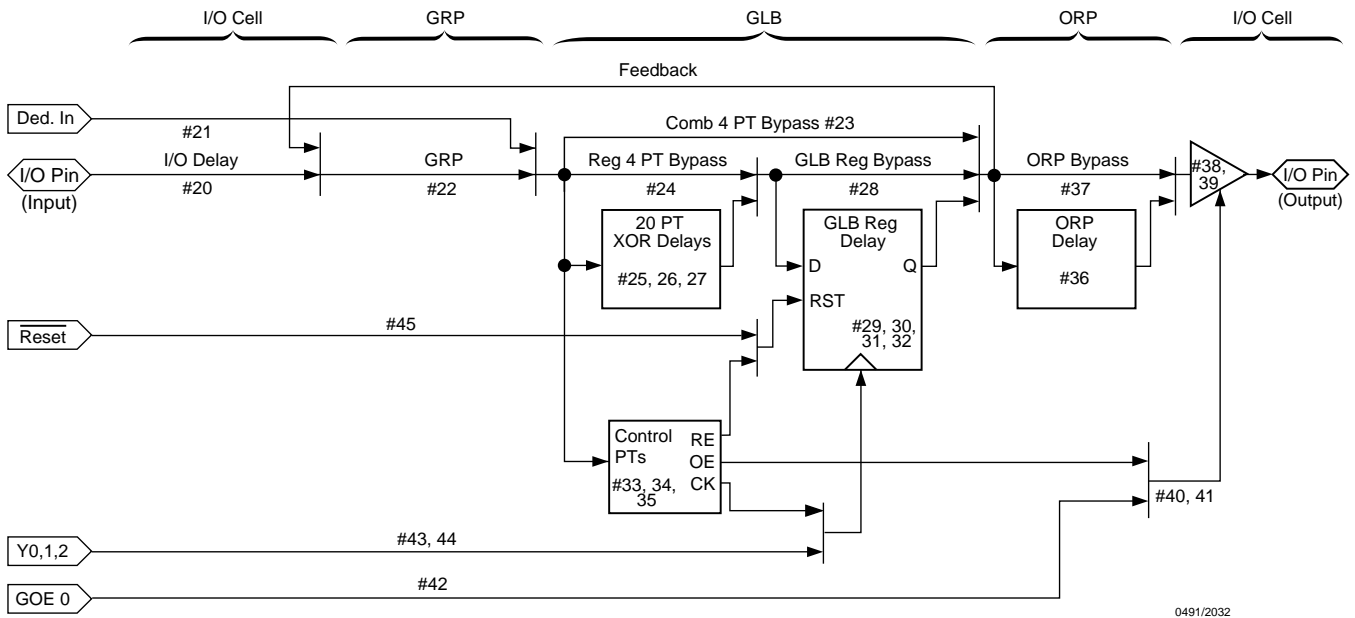 I/O Cell GRP GLB ORP I/O Cell
Feedback
Ded. In
#21
Comb 4 PT Bypass #23
I/O Pin
(Input)
I/O Delay
#20
GRP
#22
Reg 4 PT Bypass
#24
GLB Reg Bypass
#28
ORP Bypass
#37
#38,
39
I/O Pin
(Output)
20 PT
XOR Delays
#25, 26, 27
GLB Reg
Delay
D Q
RST
#29, 30,
31, 32
ORP
Delay
#36
Reset
#45
Control
PTs
RE
OE
CK
#33, 34,
35
#40, 41
Y0,1,2
#43, 44
GOE 0
#42
0491/2032